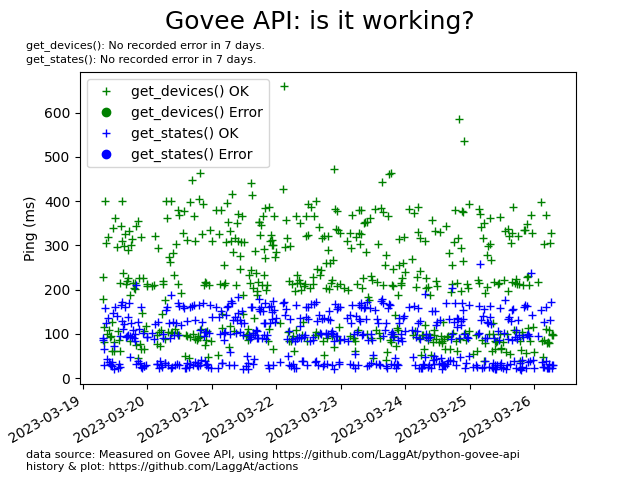 Govee API: is it working?
get_devices(): No recorded error in 7 days.
get_states(): No recorded error in 7 days.
get_devices() OK
get_devices() Error
get_states() OK
get_states() Error
Ping (ms)
600
500
400
300
200
100
0
2023-03-19
2023-03-20
2023-03-21
2023-03-22
2023-03-23
2023-03-24
2023-03-25
2023-03-26
data source: Measured on Govee API, using https://github.com/LaggAt/python-govee-api
history & plot: https://github.com/LaggAt/actions